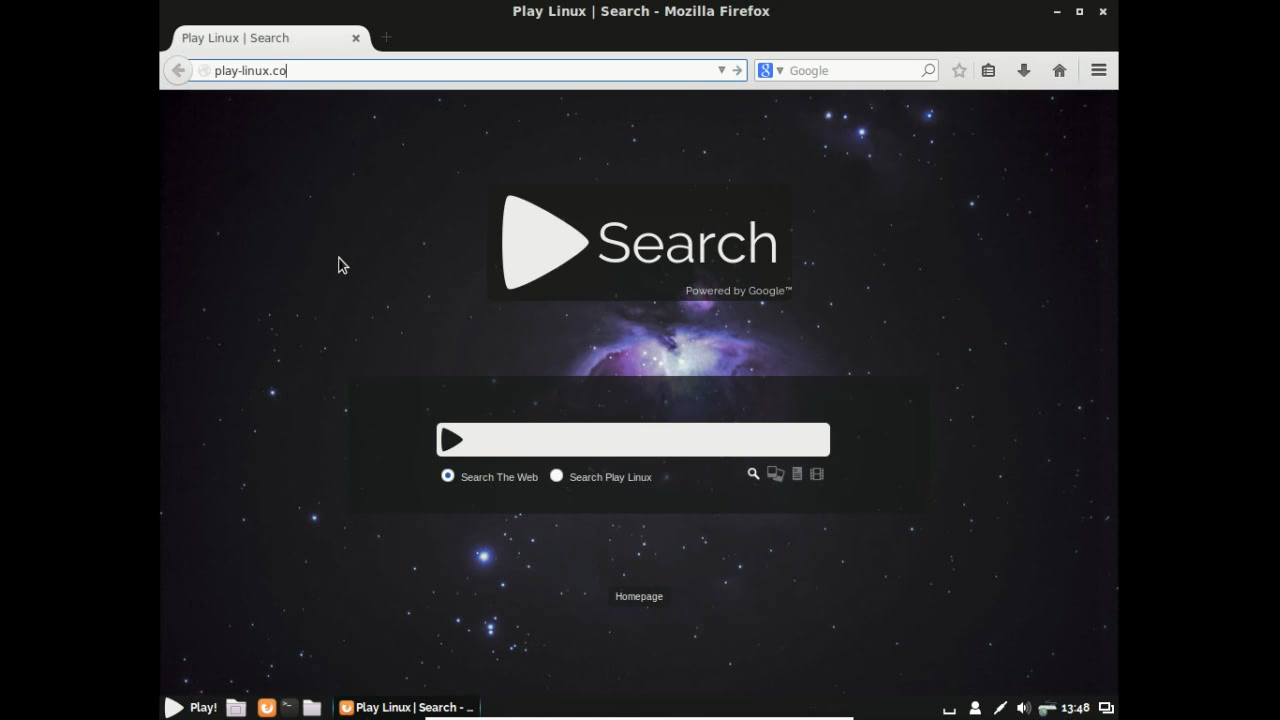 Play Linux | Search - Mozilla Firefox
Play Linux | Search
play-linux.co
Google
Search
Powered by Google™
Search The Web
Search Play Linux
Homepage
Play!
Play Linux | Search - ...
13:48